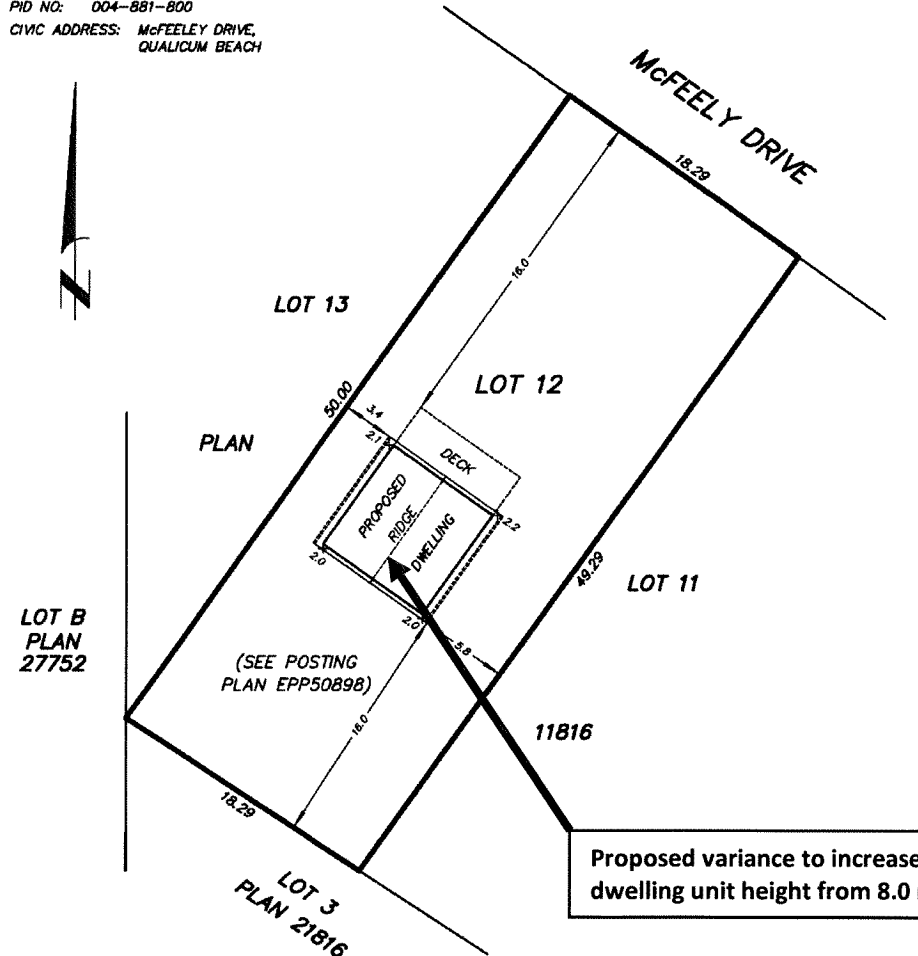 PID NO: 004-881-800
CIVIC ADDRESS: McFEELEY DRIVE,
QUALICUM BEACH
McFEELY DRIVE
18.29
16.0
LOT 13
LOT 12
50.00
3.4
2.1
PLAN
DECK
PROPOSED
RIDGE
DWELLING
2.2
2.0
49.29
LOT 11
2.0
5.8
LOT B
PLAN
27752
(SEE POSTING
PLAN EPP50898)
16.0
11816
18.29
LOT 3
PLAN 21816
Proposed variance to increase
dwelling unit height from 8.0